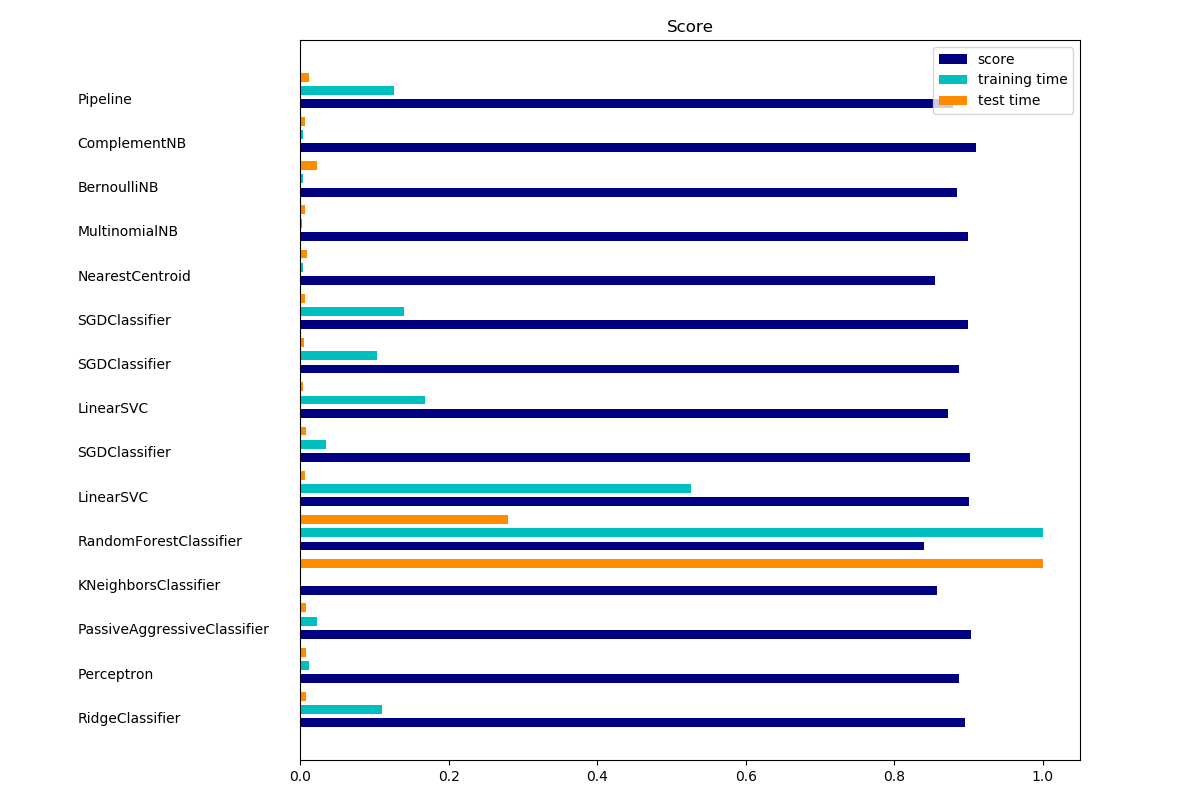 Score
score
training time
test time
Pipeline
ComplementNB
BernoulliNB
MultinomialNB
NearestCentroid
SGDClassifier
SGDClassifier
LinearSVC
SGDClassifier
LinearSVC
RandomForestClassifier
KNeighborsClassifier
PassiveAggressiveClassifier
Perceptron
RidgeClassifier
0.0 0.2 0.4 0.6 0.8 1.0